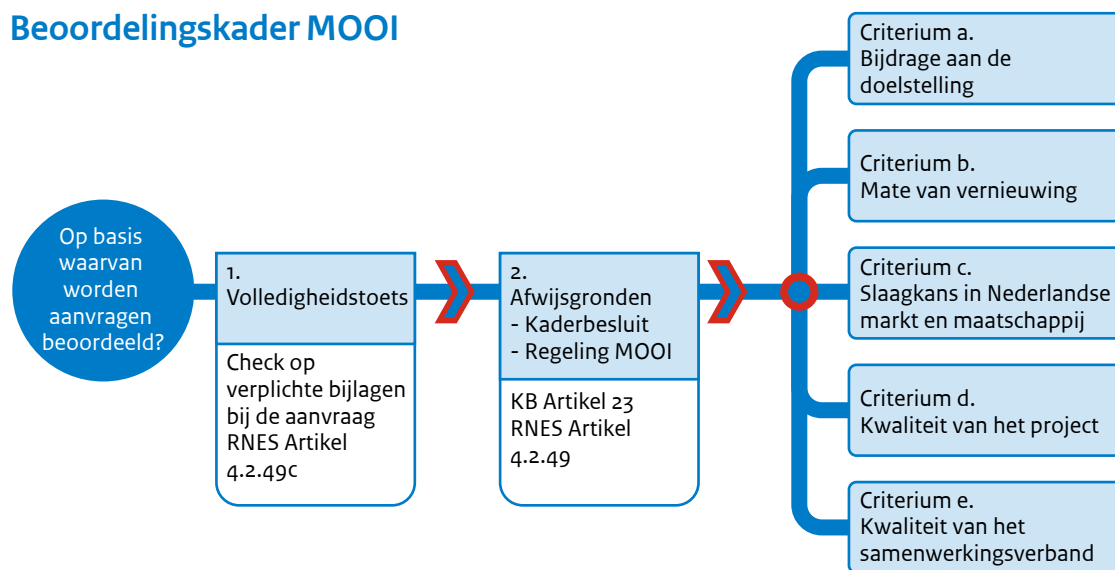 Beoordelingskader MOOI
Op basis
waarvan
worden
aanvragen
beoordeeld?
1.
Volledigheidstoets
Check op
verplichte bijlagen
bij de aanvraag
RNES Artikel
4.2.49c
2.
Afwijsgronden
- Kaderbesluit
- Regeling MOOI
KB Artikel 23
RNES Artikel
4.2.49
Criterium a.
Bijdrage aan de
doelstelling
Criterium b.
Mate van vernieuwing
Criterium c.
Slaagkans in Nederlandse
markt en maatschappij
Criterium d.
Kwaliteit van het project
Criterium e.
Kwaliteit van het
samenwerkingsverband